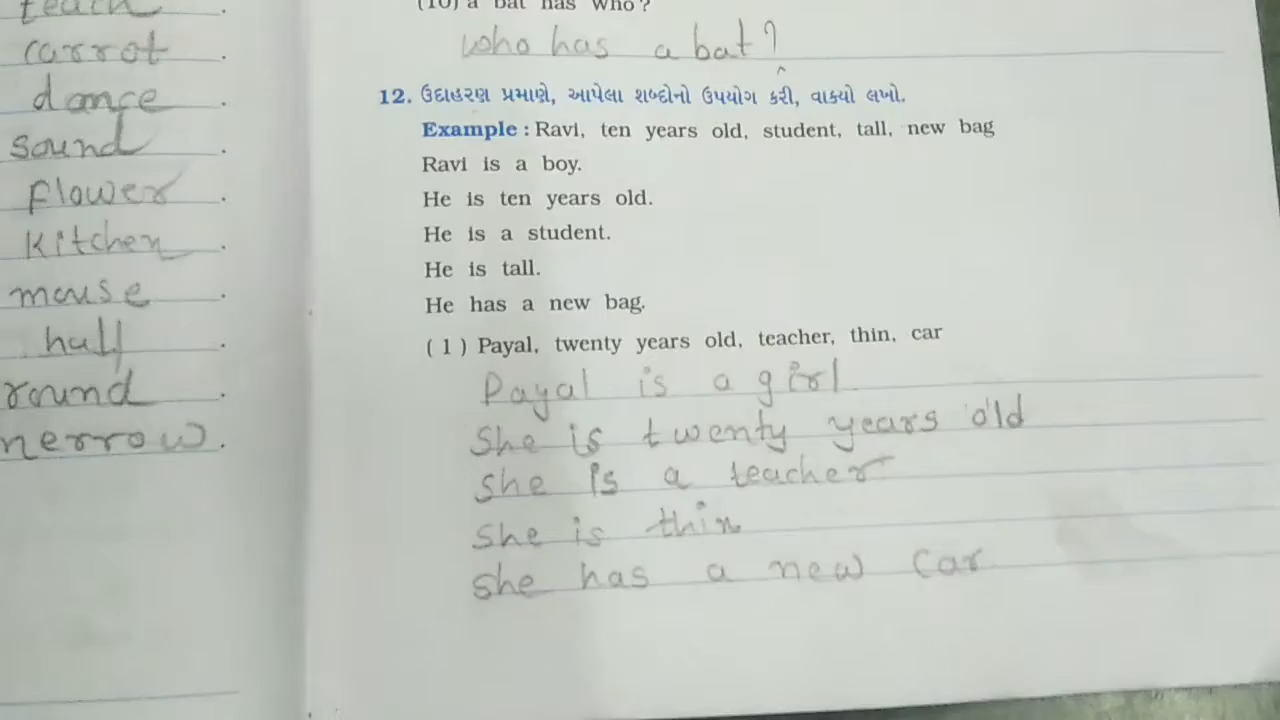 teach
carrot
dance
sound
flower
kitchen
mouse
half
round
nerrow.
(10) a bat has who?
who has a bat?
12. ઉદાહરણ પ્રમાણે, આપેલા શબ્દોનો ઉપયોગ કરી, વાક્યો લખો.
Example : Ravi, ten years old, student, tall, new bag
Ravi is a boy.
He is ten years old.
He is a student.
He is tall.
He has a new bag.
( 1 ) Payal, twenty years old, teacher, thin, car
Payal is a girl
She is twenty years old
she is a teacher
she is thin
she has a new car